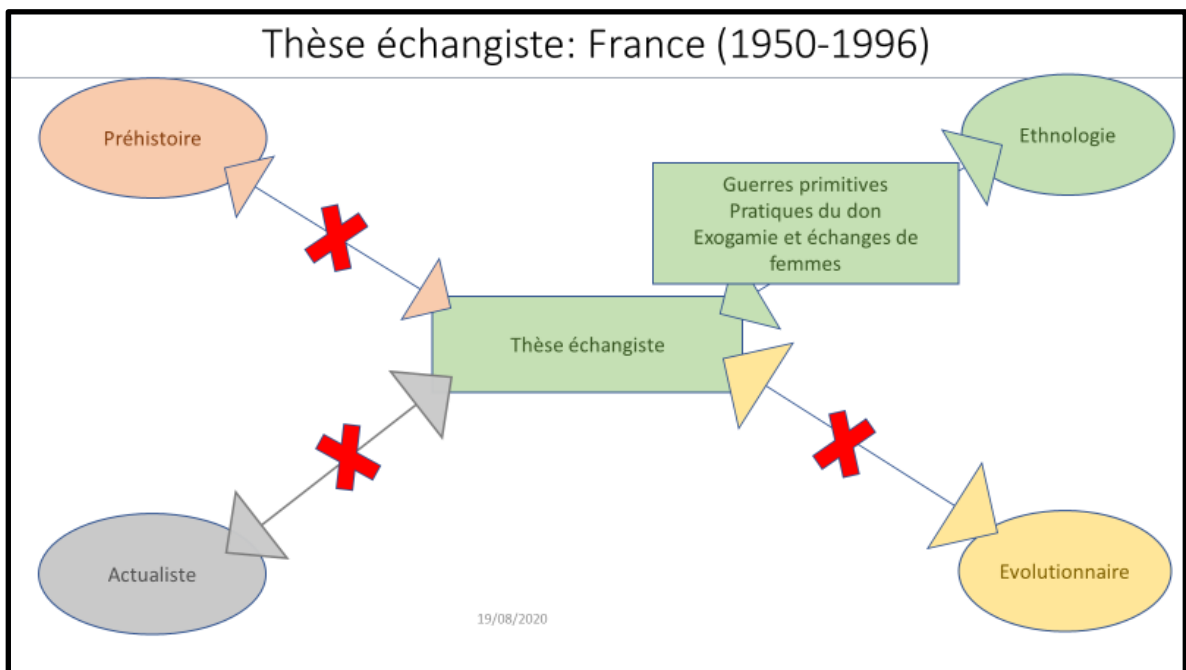 Thèse échangiste: France (1950-1996)
Préhistoire
Ethnologie
Guerres primitives
Pratiques du don
Exogamie et échanges de
femmes
Thèse échangiste
Actualiste
Evolutionnaire
19/08/2020